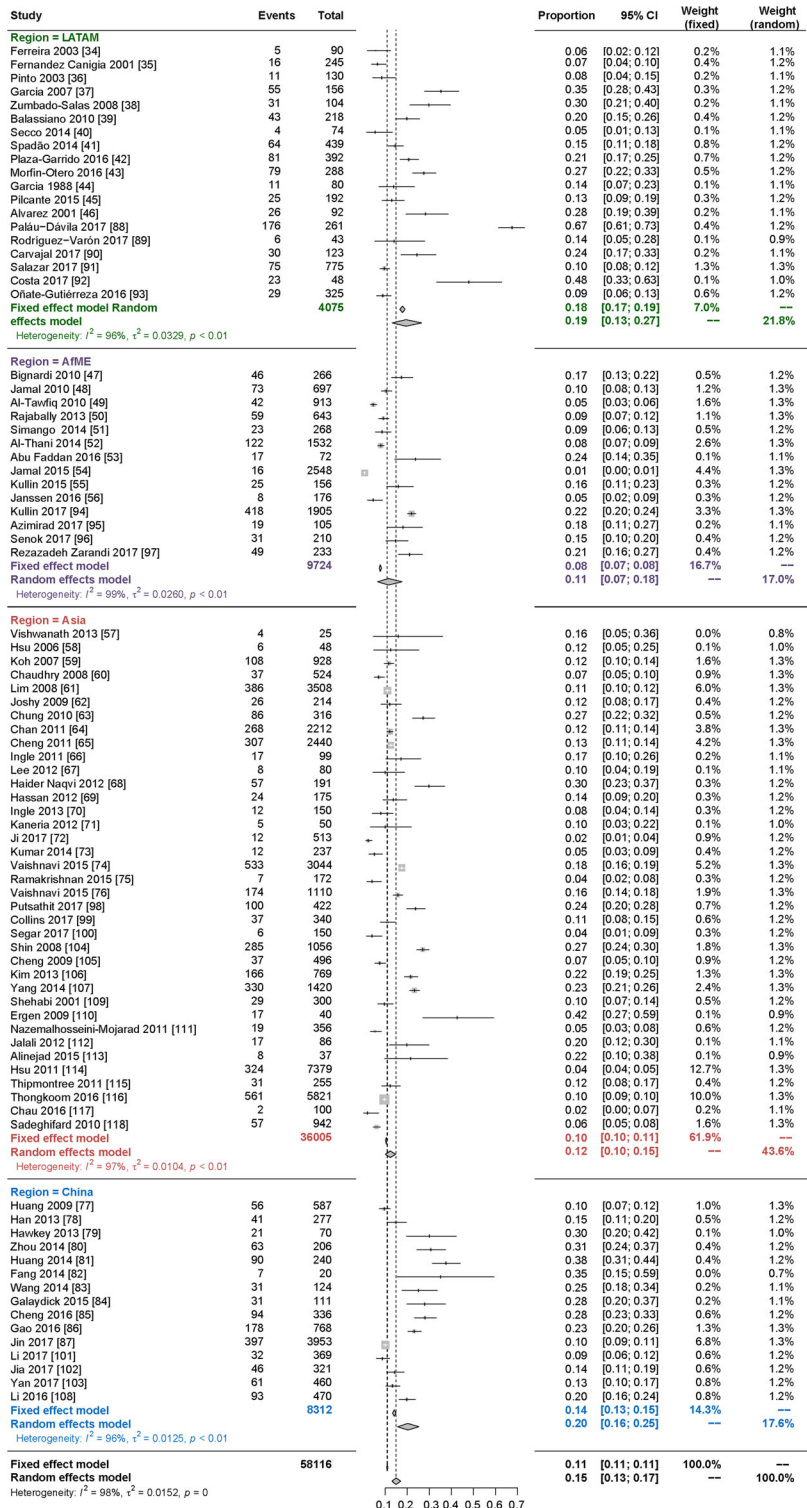 Study Events Total Proportion 95% CI Weight (fixed) Weight (random)
Region = LATAM
Ferreira 2003 [34] 5 90 0.06 [0.02; 0.12] 0.2% 1.1%
Fernandez Canigia 2001 [35] 16 245 0.07 [0.04; 0.10] 0.4% 1.2%
Pinto 2003 [36] 11 130 0.08 [0.04; 0.15] 0.2% 1.2%
Garcia 2007 [37] 55 156 0.35 [0.28; 0.43] 0.3% 1.2%
Zumbado-Salas 2008 [38] 31 104 0.30 [0.21; 0.40] 0.2% 1.1%
Balassiano 2010 [39] 43 218 0.20 [0.15; 0.26] 0.4% 1.2%
Secco 2014 [40] 4 74 0.05 [0.01; 0.13] 0.1% 1.1%
Spadão 2014 [41] 64 439 0.15 [0.11; 0.18] 0.8% 1.2%
Plaza-Garrido 2016 [42] 81 392 0.21 [0.17; 0.25] 0.7% 1.2%
Morfin-Otero 2016 [43] 79 288 0.27 [0.22; 0.33] 0.5% 1.2%
Garcia 1988 [44] 11 80 0.14 [0.07; 0.23] 0.1% 1.1%
Pilcante 2015 [45] 25 192 0.13 [0.09; 0.19] 0.3% 1.2%
Alvarez 2001 [46] 26 92 0.28 [0.19; 0.39] 0.2% 1.1%
Paláu-Dávila 2017 [88] 176 261 0.67 [0.61; 0.73] 0.4% 1.2%
Rodríguez−Varón 2017 [89] 6 43 0.14 [0.05; 0.28] 0.1% 0.9%
Carvajal 2017 [90] 30 123 0.24 [0.17; 0.33] 0.2% 1.1%
Salazar 2017 [91] 75 775 0.10 [0.08; 0.12] 1.3% 1.3%
Costa 2017 [92] 23 48 0.48 [0.33; 0.63] 0.1% 1.0%
Oñate-Gutiérreza 2016 [93] 29 325 0.09 [0.06; 0.13] 0.6% 1.2%
Fixed effect model Random 4075 0.18 [0.17; 0.19] 7.0% −−
effects model 0.19 [0.13; 0.27] −− 21.8%
Heterogeneity: I² = 96%, τ² = 0.0329, p < 0.01
Region = AfME
Bignardi 2010 [47] 46 266 0.17 [0.13; 0.22] 0.5% 1.2%
Jamal 2010 [48] 73 697 0.10 [0.08; 0.13] 1.2% 1.3%
Al-Tawfiq 2010 [49] 42 913 0.05 [0.03; 0.06] 1.6% 1.3%
Rajabally 2013 [50] 59 643 0.09 [0.07; 0.12] 1.1% 1.3%
Simango 2014 [51] 23 268 0.09 [0.06; 0.13] 0.5% 1.2%
Al-Thani 2014 [52] 122 1532 0.08 [0.07; 0.09] 2.6% 1.3%
Abu Faddan 2016 [53] 17 72 0.24 [0.14; 0.35] 0.1% 1.1%
Jamal 2015 [54] 16 2548 0.01 [0.00; 0.01] 4.4% 1.3%
Kullin 2015 [55] 25 156 0.16 [0.11; 0.23] 0.3% 1.2%
Janssen 2016 [56] 8 176 0.05 [0.02; 0.09] 0.3% 1.2%
Kullin 2017 [94] 418 1905 0.22 [0.20; 0.24] 3.3% 1.3%
Azimirad 2017 [95] 19 105 0.18 [0.11; 0.27] 0.2% 1.1%
Senok 2017 [96] 31 210 0.15 [0.10; 0.20] 0.4% 1.2%
Rezazadeh Zarandi 2017 [97] 49 233 0.21 [0.16; 0.27] 0.4% 1.2%
Fixed effect model 9724 0.08 [0.07; 0.08] 16.7% −−
Random effects model 0.11 [0.07; 0.18] −− 17.0%
Heterogeneity: I² = 99%, τ² = 0.0260, p < 0.01
Region = Asia
Vishwanath 2013 [57] 4 25 0.16 [0.05; 0.36] 0.0% 0.8%
Hsu 2006 [58] 6 48 0.12 [0.05; 0.25] 0.1% 1.0%
Koh 2007 [59] 108 928 0.12 [0.10; 0.14] 1.6% 1.3%
Chaudhry 2008 [60] 37 524 0.07 [0.05; 0.10] 0.9% 1.2%
Lim 2008 [61] 386 3508 0.11 [0.10; 0.12] 6.0% 1.3%
Joshy 2009 [62] 26 214 0.12 [0.08; 0.17] 0.4% 1.2%
Chung 2010 [63] 86 316 0.27 [0.22; 0.32] 0.5% 1.2%
Chan 2011 [64] 268 2212 0.12 [0.11; 0.14] 3.8% 1.3%
Cheng 2011 [65] 307 2440 0.13 [0.11; 0.14] 4.2% 1.3%
Ingle 2011 [66] 17 99 0.17 [0.10; 0.26] 0.2% 1.1%
Lee 2012 [67] 8 80 0.10 [0.04; 0.19] 0.1% 1.1%
Haider Naqvi 2012 [68] 57 191 0.30 [0.23; 0.37] 0.3% 1.2%
Hassan 2012 [69] 24 175 0.14 [0.09; 0.20] 0.3% 1.2%
Ingle 2013 [70] 12 150 0.08 [0.04; 0.14] 0.3% 1.2%
Kaneria 2012 [71] 5 50 0.10 [0.03; 0.22] 0.1% 1.0%
Ji 2017 [72] 12 513 0.02 [0.01; 0.04] 0.9% 1.2%
Kumar 2014 [73] 12 237 0.05 [0.03; 0.09] 0.4% 1.2%
Vaishnavi 2015 [74] 533 3044 0.18 [0.16; 0.19] 5.2% 1.3%
Ramakrishnan 2015 [75] 7 172 0.04 [0.02; 0.08] 0.3% 1.2%
Vaishnavi 2015 [76] 174 1110 0.16 [0.14; 0.18] 1.9% 1.3%
Putsathit 2017 [98] 100 422 0.24 [0.20; 0.28] 0.7% 1.2%
Collins 2017 [99] 37 340 0.11 [0.08; 0.15] 0.6% 1.2%
Segar 2017 [100] 6 150 0.04 [0.01; 0.09] 0.3% 1.2%
Shin 2008 [104] 285 1056 0.27 [0.24; 0.30] 1.8% 1.3%
Cheng 2009 [105] 37 496 0.07 [0.05; 0.10] 0.9% 1.2%
Kim 2013 [106] 166 769 0.22 [0.19; 0.25] 1.3% 1.3%
Yang 2014 [107] 330 1420 0.23 [0.21; 0.26] 2.4% 1.3%
Shehabi 2001 [109] 29 300 0.10 [0.07; 0.14] 0.5% 1.2%
Ergen 2009 [110] 17 40 0.42 [0.27; 0.59] 0.1% 0.9%
Nazemalhosseini-Mojarad 2011 [111] 19 356 0.05 [0.03; 0.08] 0.6% 1.2%
Jalali 2012 [112] 17 86 0.20 [0.12; 0.30] 0.1% 1.1%
Alinejad 2015 [113] 8 37 0.22 [0.10; 0.38] 0.1% 0.9%
Hsu 2011 [114] 324 7379 0.04 [0.04; 0.05] 12.7% 1.3%
Thipmontree 2011 [115] 31 255 0.12 [0.08; 0.17] 0.4% 1.2%
Thongkoom 2016 [116] 561 5821 0.10 [0.09; 0.10] 10.0% 1.3%
Chau 2016 [117] 2 100 0.02 [0.00; 0.07] 0.2% 1.1%
Sadeghifard 2010 [118] 57 942 0.06 [0.05; 0.08] 1.6% 1.3%
Fixed effect model 36005 0.10 [0.10; 0.11] 61.9% −−
Random effects model 0.12 [0.10; 0.15] −− 43.6%
Heterogeneity: I² = 97%, τ² = 0.0104, p < 0.01
Region = China
Huang 2009 [77] 56 587 0.10 [0.07; 0.12] 1.0% 1.3%
Han 2013 [78] 41 277 0.15 [0.11; 0.20] 0.5% 1.2%
Hawkey 2013 [79] 21 70 0.30 [0.20; 0.42] 0.1% 1.0%
Zhou 2014 [80] 63 206 0.31 [0.24; 0.37] 0.4% 1.2%
Huang 2014 [81] 90 240 0.38 [0.31; 0.44] 0.4% 1.2%
Fang 2014 [82] 7 20 0.35 [0.15; 0.59] 0.0% 0.7%
Wang 2014 [83] 31 124 0.25 [0.18; 0.34] 0.2% 1.1%
Galaydick 2015 [84] 31 111 0.28 [0.20; 0.37] 0.2% 1.1%
Cheng 2016 [85] 94 336 0.28 [0.23; 0.33] 0.6% 1.2%
Gao 2016 [86] 178 768 0.23 [0.20; 0.26] 1.3% 1.3%
Jin 2017 [87] 397 3953 0.10 [0.09; 0.11] 6.8% 1.3%
Li 2017 [101] 32 369 0.09 [0.06; 0.12] 0.6% 1.2%
Jia 2017 [102] 46 321 0.14 [0.11; 0.19] 0.6% 1.2%
Yan 2017 [103] 61 460 0.13 [0.10; 0.17] 0.8% 1.2%
Li 2016 [108] 93 470 0.20 [0.16; 0.24] 0.8% 1.2%
Fixed effect model 8312 0.14 [0.13; 0.15] 14.3% −−
Random effects model 0.20 [0.16; 0.25] −− 17.6%
Heterogeneity: I² = 96%, τ² = 0.0125, p < 0.01
Fixed effect model 58116 0.11 [0.11; 0.11] 100.0% −−
Random effects model 0.15 [0.13; 0.17] −− 100.0%
Heterogeneity: I² = 98%, τ² = 0.0152, p = 0
0.1 0.2 0.3 0.4 0.5 0.6 0.7